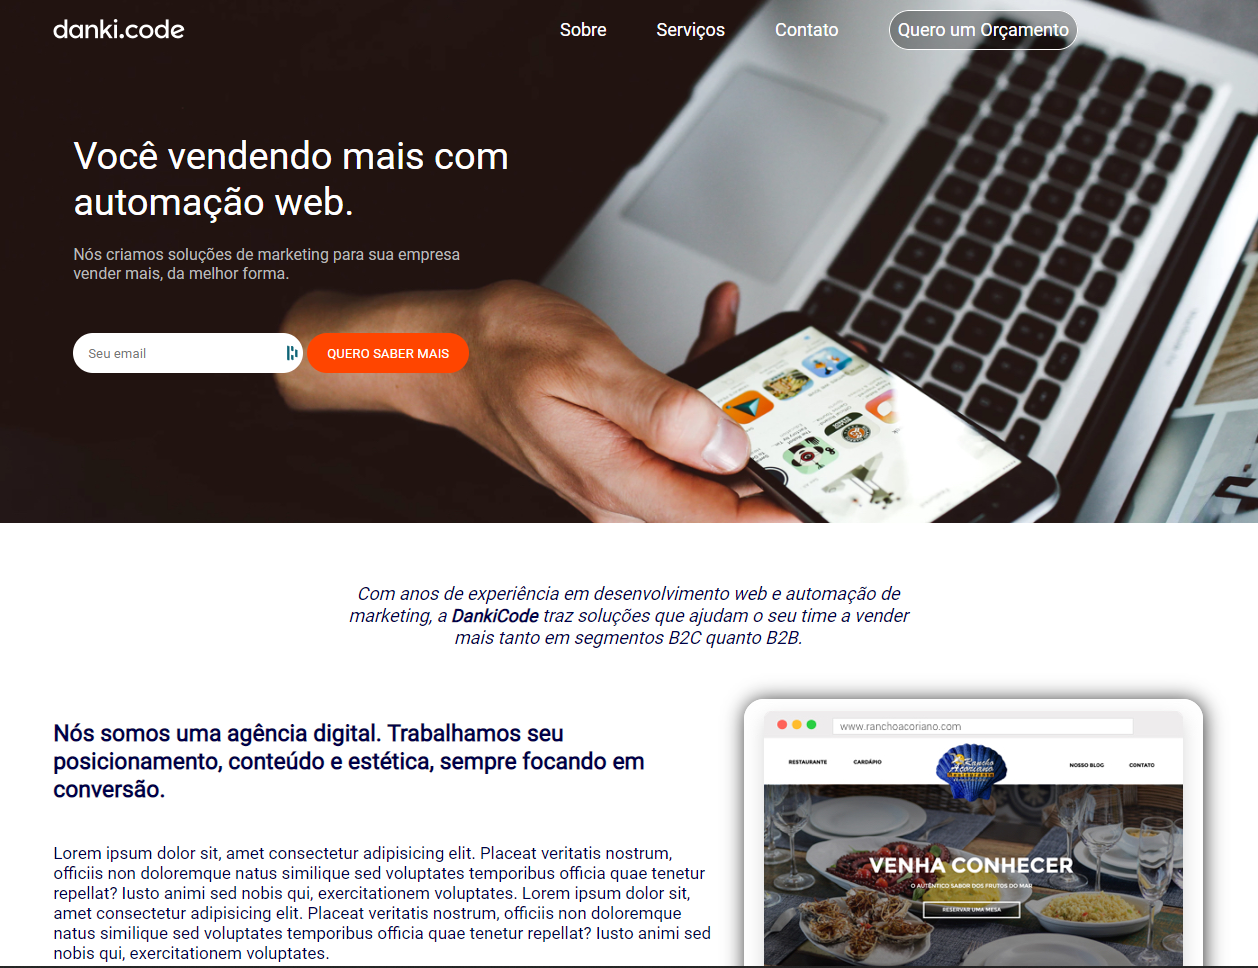 danki.code
Sobre
Serviços
Contato
Quero um Orçamento
Você vendendo mais com
automação web.
Nós criamos soluções de marketing para sua empresa
vender mais, da melhor forma.
Seu email
QUERO SABER MAIS
Com anos de experiência em desenvolvimento web e automação de
marketing, a DankiCode traz soluções que ajudam o seu time a vender
mais tanto em segmentos B2C quanto B2B.
Nós somos uma agência digital. Trabalhamos seu
posicionamento, conteúdo e estética, sempre focando em
conversão.
Lorem ipsum dolor sit, amet consectetur adipisicing elit. Placeat veritatis nostrum,
officiis non doloremque natus similique sed voluptates temporibus officia quae tenetur
repellat? Iusto animi sed nobis qui, exercitationem voluptates. Lorem ipsum dolor sit,
amet consectetur adipisicing elit. Placeat veritatis nostrum, officiis non doloremque
natus similique sed voluptates temporibus officia quae tenetur repellat? Iusto animi sed
nobis qui, exercitationem voluptates.
www.ranchoacoriano.com
RESTAURANTE
CARDÁPIO
Rancho
Açoriano
NOSSO BLOG
CONTATO
VENHA CONHECER
O AUTÊNTICO SABOR DOS FRUTOS DO MAR
RESERVAR UMA MESA